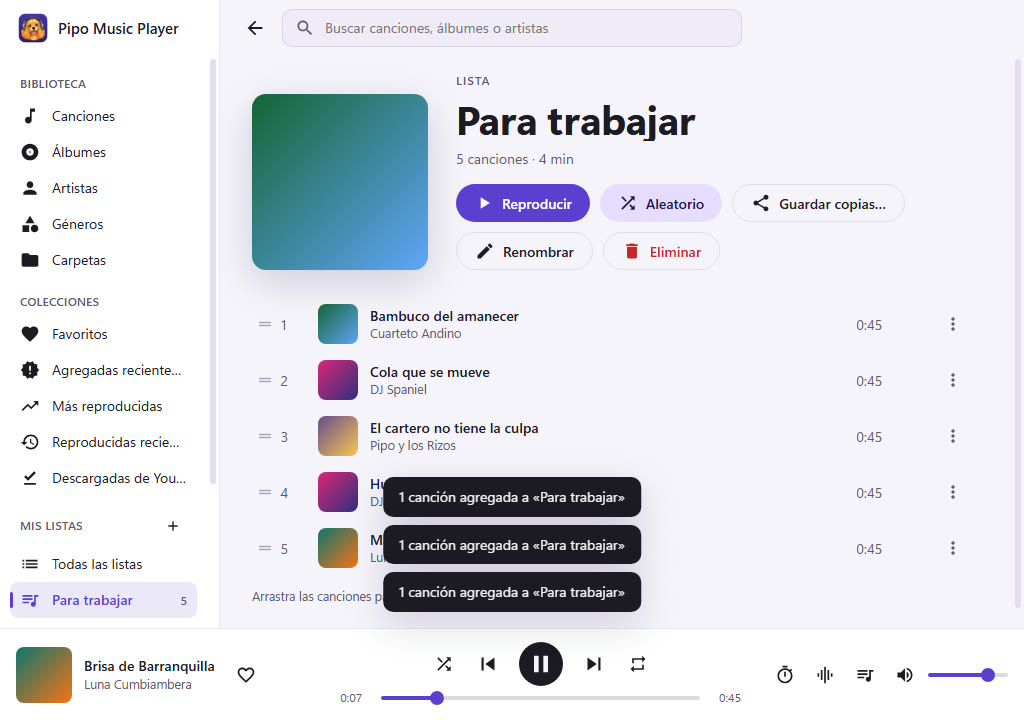 Pipo Music Player
Buscar canciones, álbumes o artistas
BIBLIOTECA
Canciones
Álbumes
Artistas
Géneros
Carpetas
COLECCIONES
Favoritos
Agregadas reciente...
Más reproducidas
Reproducidas recie...
Descargadas de You...
MIS LISTAS
Todas las listas
Para trabajar 5
LISTA
Para trabajar
5 canciones · 4 min
Reproducir
Aleatorio
Guardar copias...
Renombrar
Eliminar
1 Bambuco del amanecer 0:45
Cuarteto Andino
2 Cola que se mueve 0:45
DJ Spaniel
3 El cartero no tiene la culpa 0:45
Pipo y los Rizos
4 0:45
DJ
5 0:45
Arrastra las canciones
1 canción agregada a «Para trabajar»
1 canción agregada a «Para trabajar»
1 canción agregada a «Para trabajar»
Brisa de Barranquilla
Luna Cumbiambera
0:07
0:45